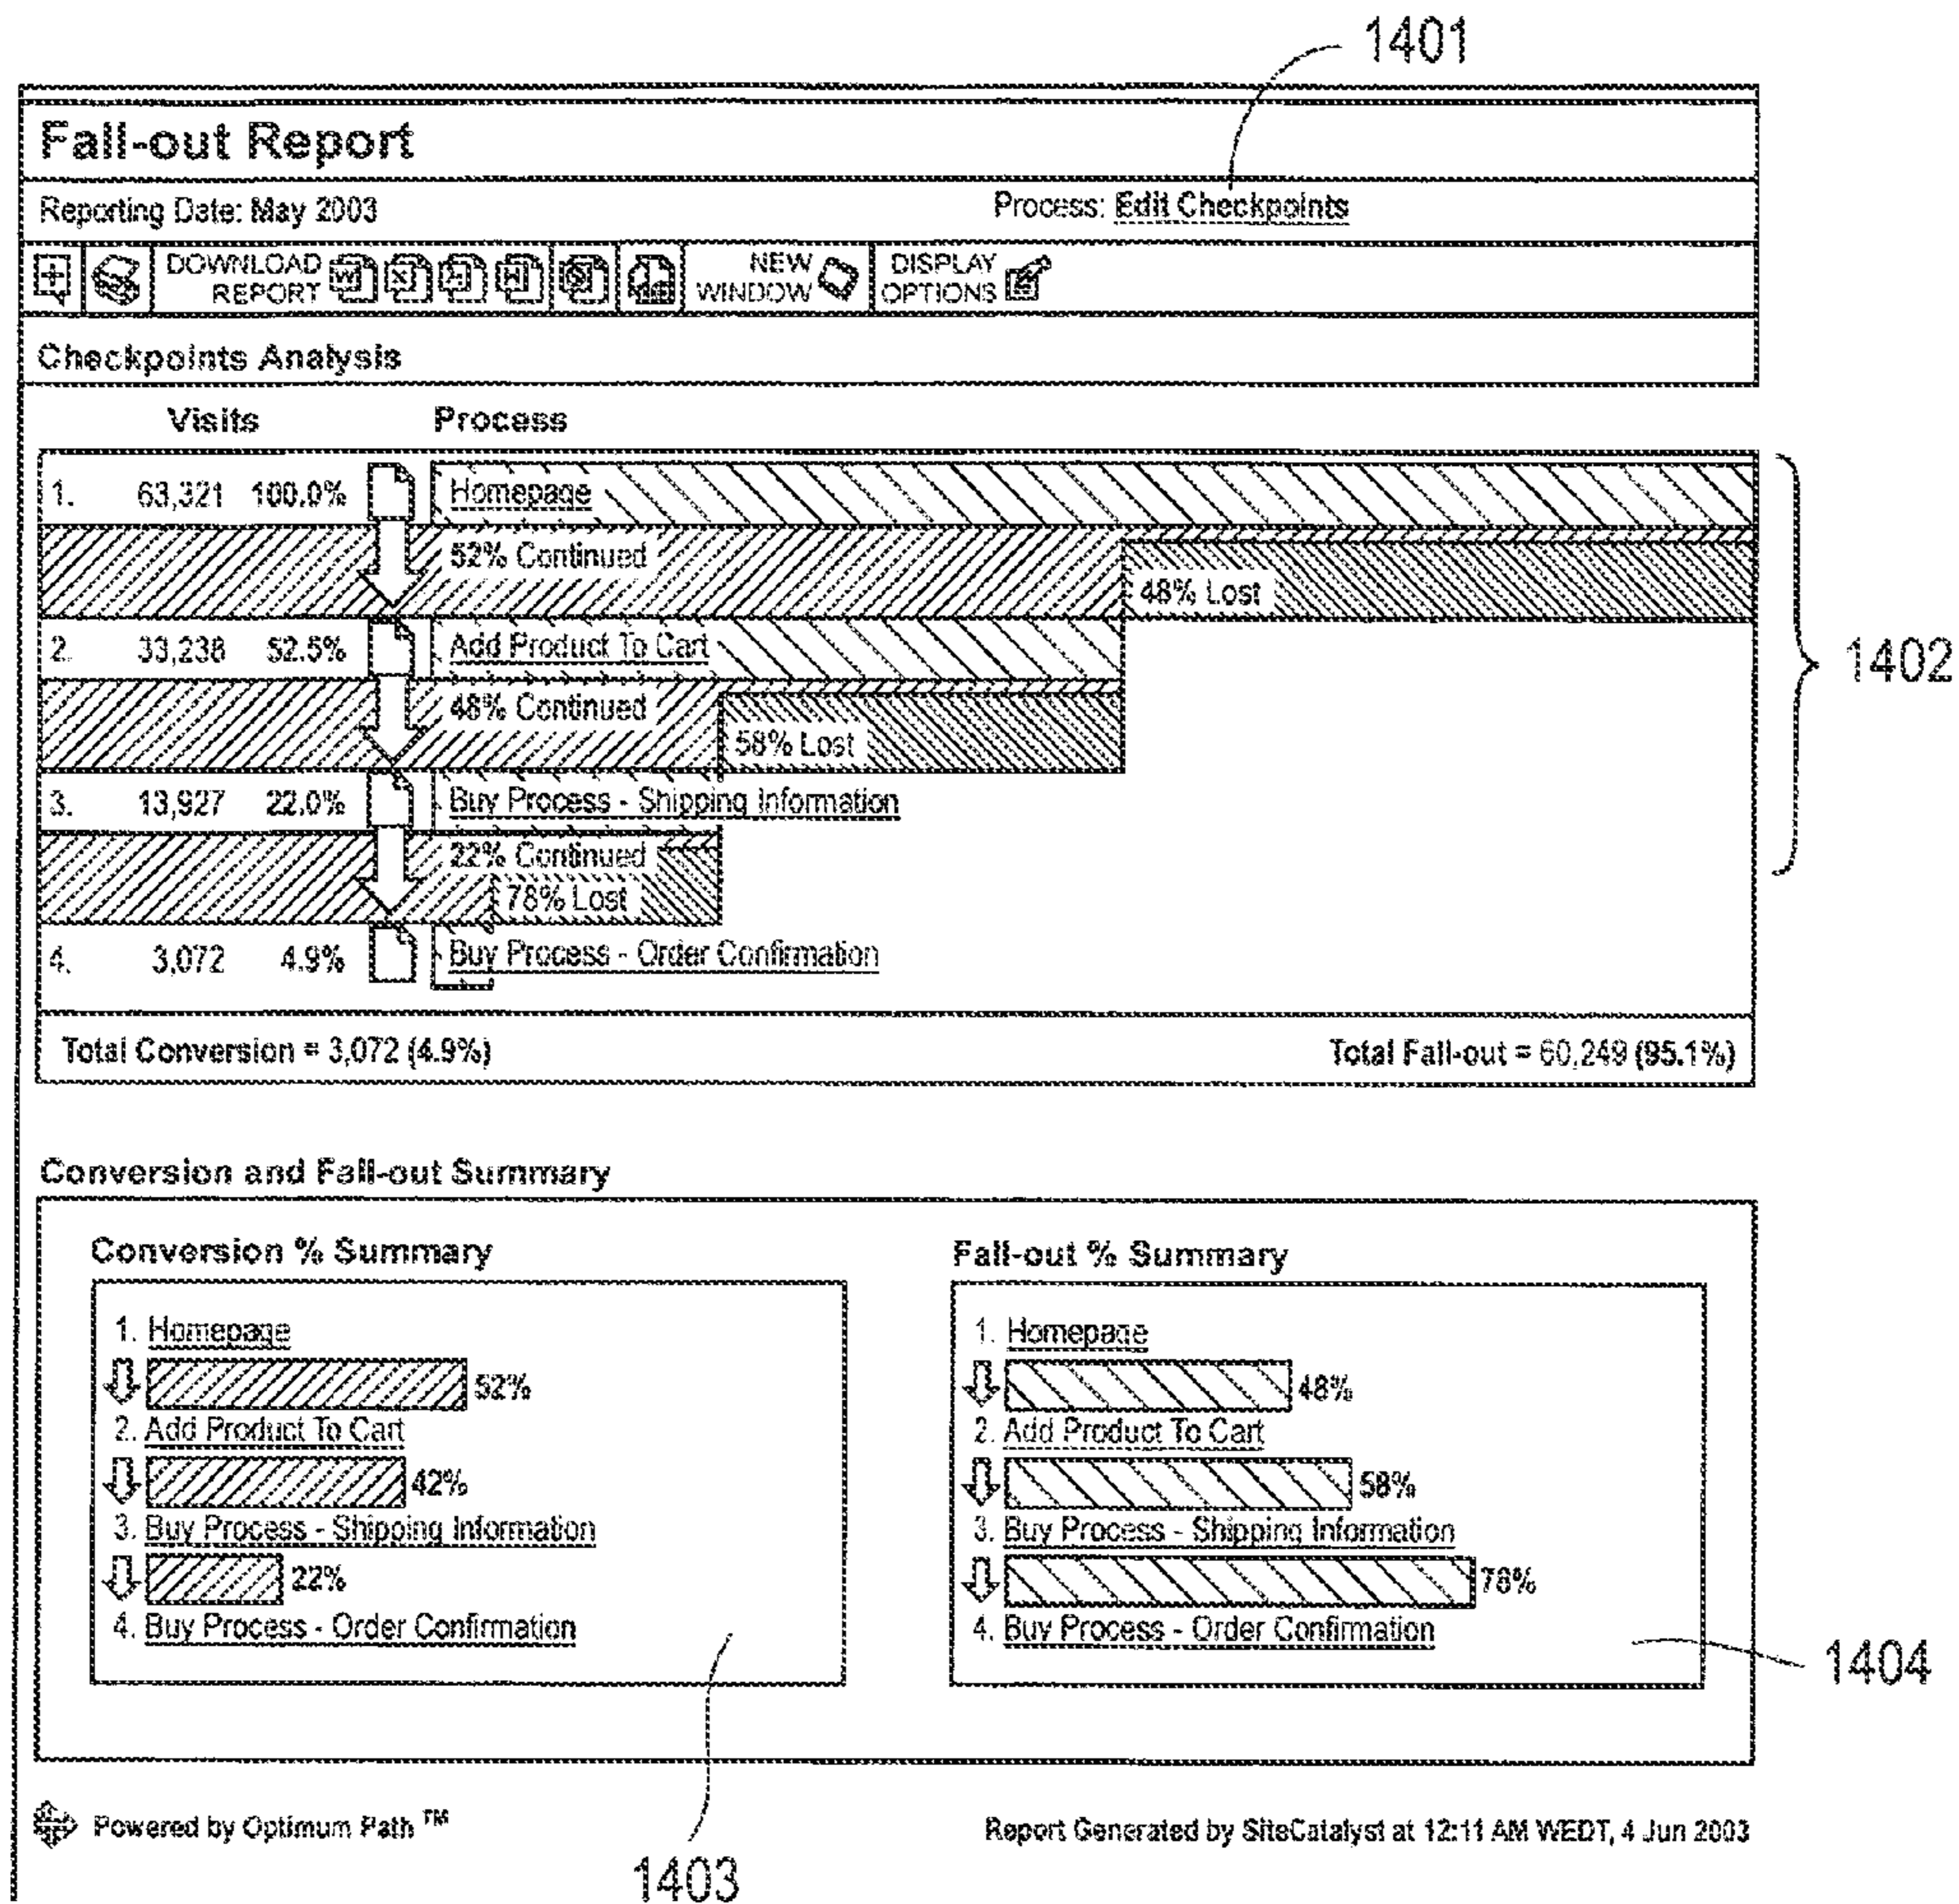 1401
Fall-out Report
Reporting Date: May 2003 Process: Edit Checkpoints
DOWNLOAD REPORT NEW WINDOW DISPLAY OPTIONS
Checkpoints Analysis
Visits Process
1. 63,321 100.0% Homepage
52% Continued
48% Lost
2. 33,238 52.5% Add Product To Cart
1402
48% Continued
58% Lost
3. 13,927 22.0% Buy Process - Shipping Information
22% Continued
78% Lost
4. 3,072 4.9% Buy Process - Order Confirmation
Total Conversion = 3,072 (4.9%) Total Fall-out = 60,249 (95.1%)
Conversion and Fall-out Summary
Conversion % Summary
1. Homepage
52%
2. Add Product To Cart
42%
3. Buy Process - Shipping Information
22%
4. Buy Process - Order Confirmation
Fall-out % Summary
1. Homepage
48%
2. Add Product To Cart
58%
3. Buy Process - Shipping Information
78%
4. Buy Process - Order Confirmation
1404
Powered by Optimum Path ™ Report Generated by SiteCatalyst at 12:11 AM WEDT, 4 Jun 2003
1403